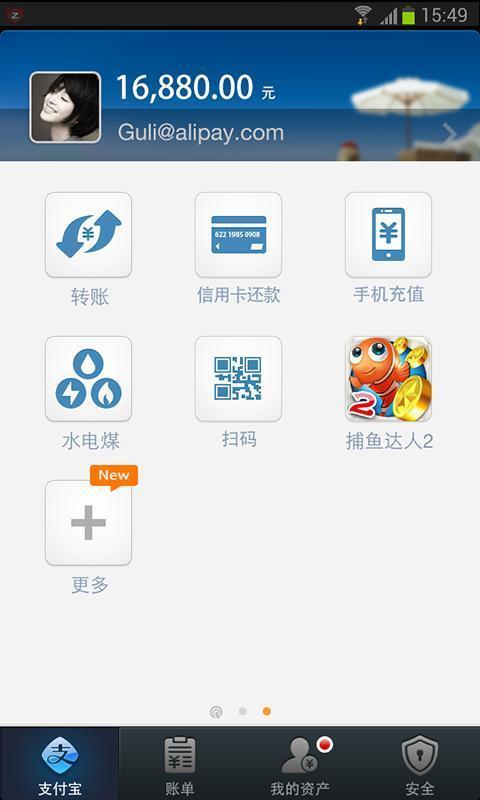 15:49
16,880.00 元
Guli@alipay.com
622 1985 0908
转账
信用卡还款
手机充值
2
水电煤
扫码
捕鱼达人2
New
更多
支付宝
账单
我的资产
安全